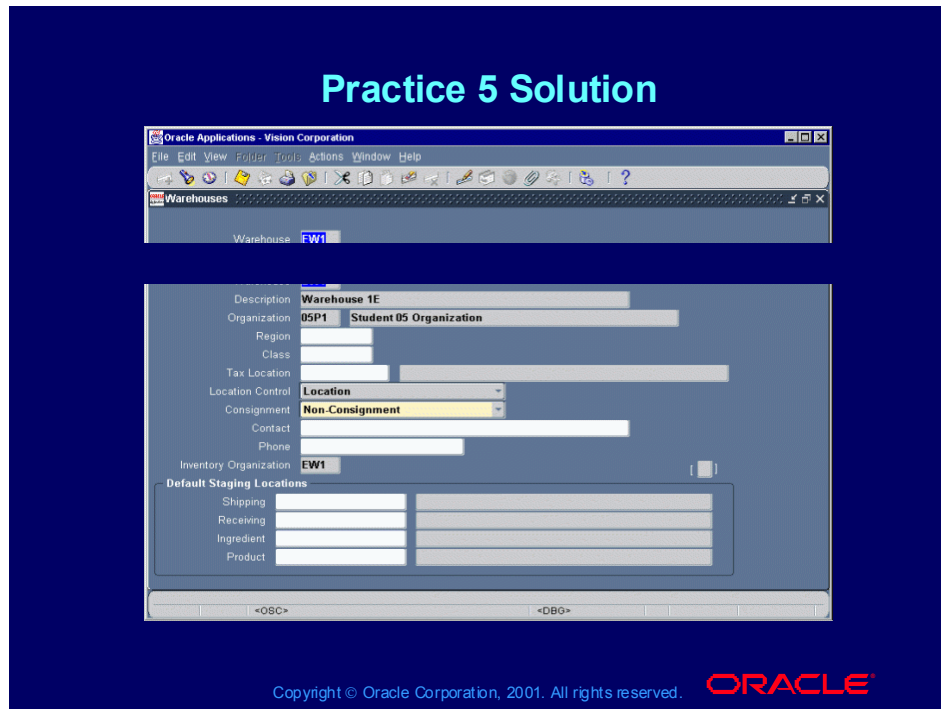 Practice 5 Solution
Oracle Applications - Vision Corporation
File Edit View Folder Tools Actions Window Help
Warehouses
Warehouse EW1
Description Warehouse 1E
Organization 05P1 Student 05 Organization
Region
Class
Tax Location
Location Control Location
Consignment Non-Consignment
Contact
Phone
Inventory Organization EW1 [ ]
Default Staging Locations
Shipping
Receiving
Ingredient
Product
<OSC> <DBG>
Copyright © Oracle Corporation, 2001. All rights reserved. ORACLE®